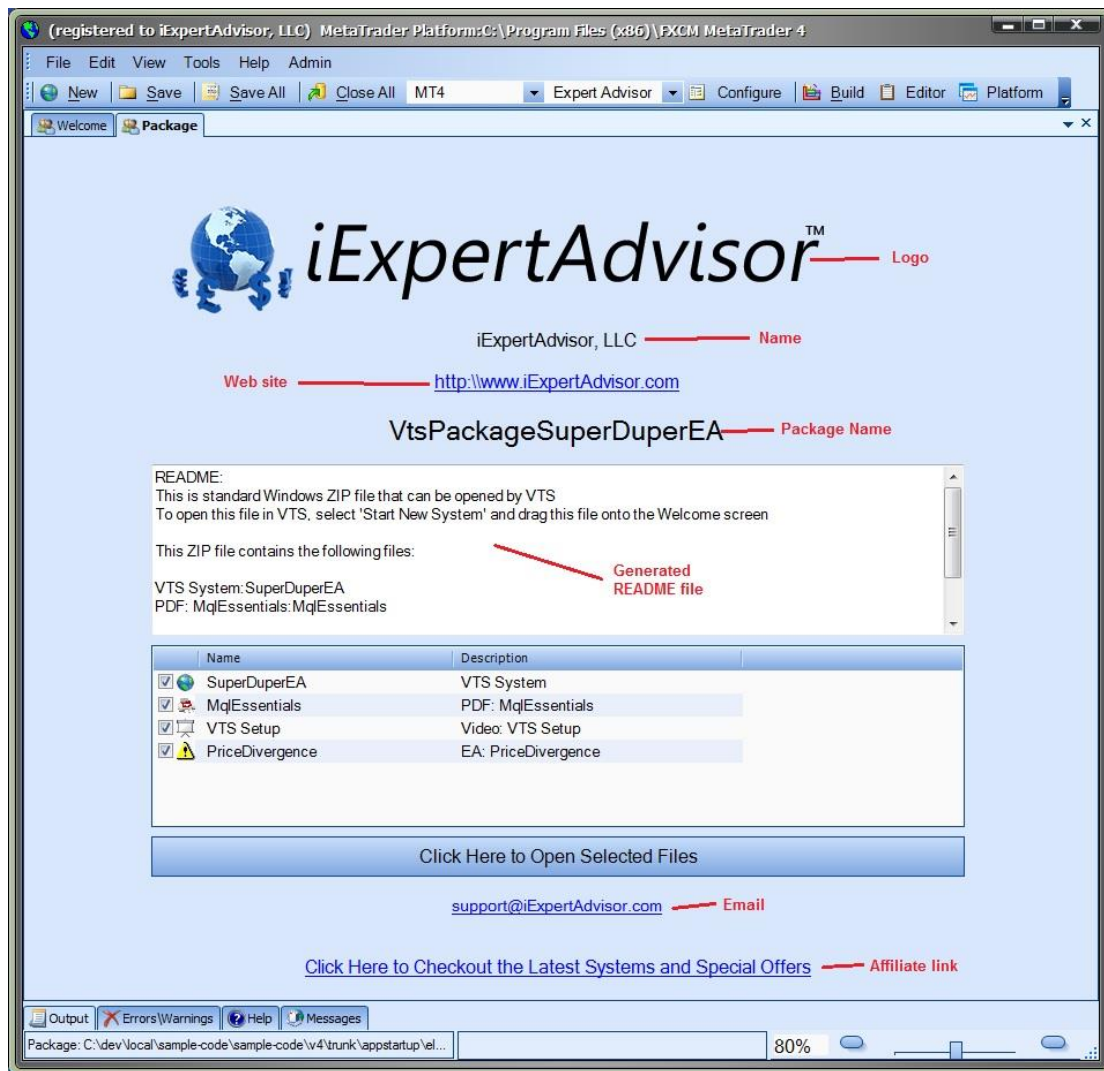 (registered to iExpertAdvisor, LLC) MetaTrader Platform:C:\Program Files (x86)\FXCM MetaTrader 4
File Edit View Tools Help Admin
New Save Save All Close All MT4 Expert Advisor Configure Build Editor Platform
Welcome Package
iExpertAdvisor™ Logo
iExpertAdvisor, LLC Name
Web site http:\\www.iExpertAdvisor.com
VtsPackageSuperDuperEA Package Name
README:
This is standard Windows ZIP file that can be opened by VTS
To open this file in VTS, select 'Start New System' and drag this file onto the Welcome screen
This ZIP file contains the following files:
Generated
README file
VTS System:SuperDuperEA
PDF: MqlEssentials:MqlEssentials
Name Description
SuperDuperEA VTS System
MqlEssentials PDF: MqlEssentials
VTS Setup Video: VTS Setup
PriceDivergence EA: PriceDivergence
Click Here to Open Selected Files
support@iExpertAdvisor.com Email
Click Here to Checkout the Latest Systems and Special Offers Affiliate link
Output Errors\Warnings Help Messages
Package: C:\dev\local\sample-code\sample-code\v4\trunk\appstartup\el... 80%